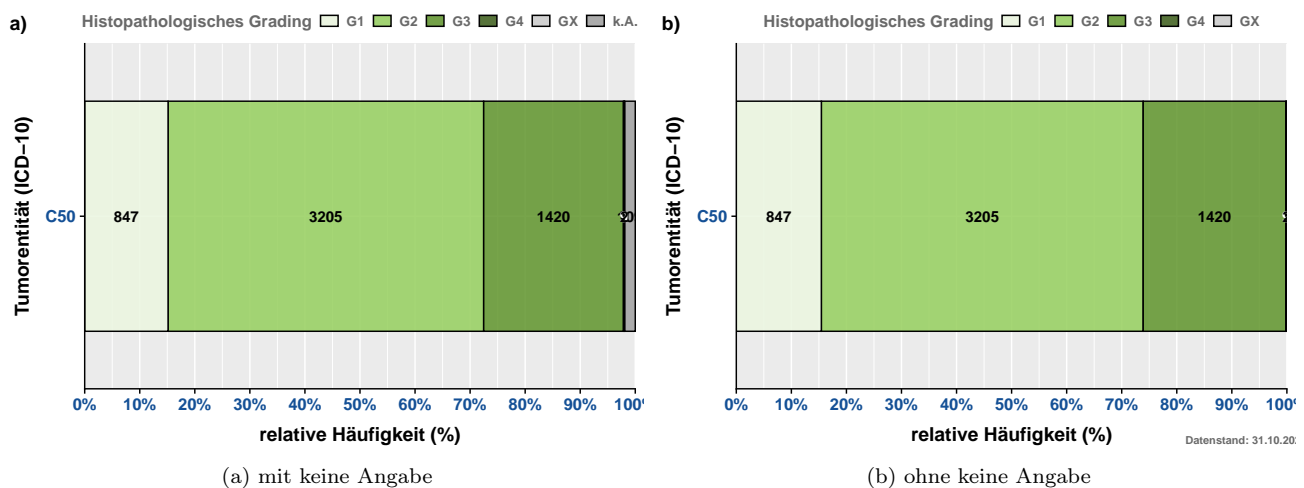 a) Histopathologisches Grading G1 G2 G3 G4 GX k.A.
Tumorentität (ICD−10)
C50
847 3205 1420
0% 10% 20% 30% 40% 50% 60% 70% 80% 90% 100%
relative Häufigkeit (%)
(a) mit keine Angabe
b) Histopathologisches Grading G1 G2 G3 G4 GX
Tumorentität (ICD−10)
C50
847 3205 1420
0% 10% 20% 30% 40% 50% 60% 70% 80% 90% 100%
relative Häufigkeit (%)
Datenstand:
(b) ohne keine Angabe